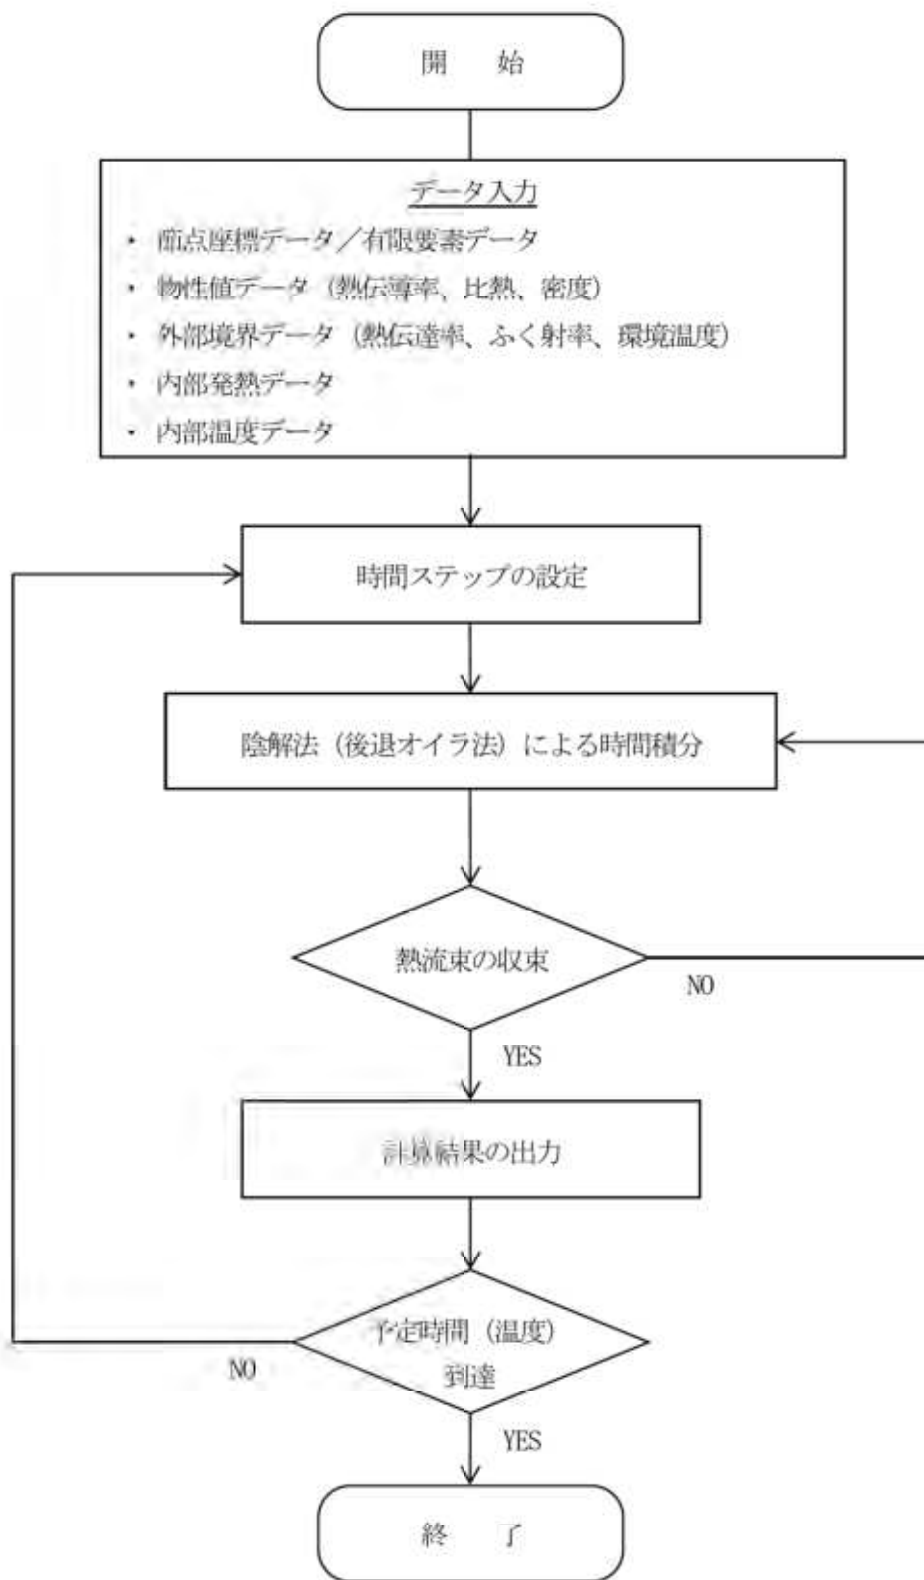 開　始
データ入力
・ 節点座標データ／有限要素データ
・ 物性値データ（熱伝導率、比熱、密度）
・ 外部境界データ（熱伝達率、ふく射率、環境温度）
・ 内部発熱データ
・ 内部温度データ
時間ステップの設定
陰解法（後退オイラ法）による時間積分
熱流束の収束
NO
YES
計算結果の出力
予定時間（温度）
到達
NO
YES
終　了